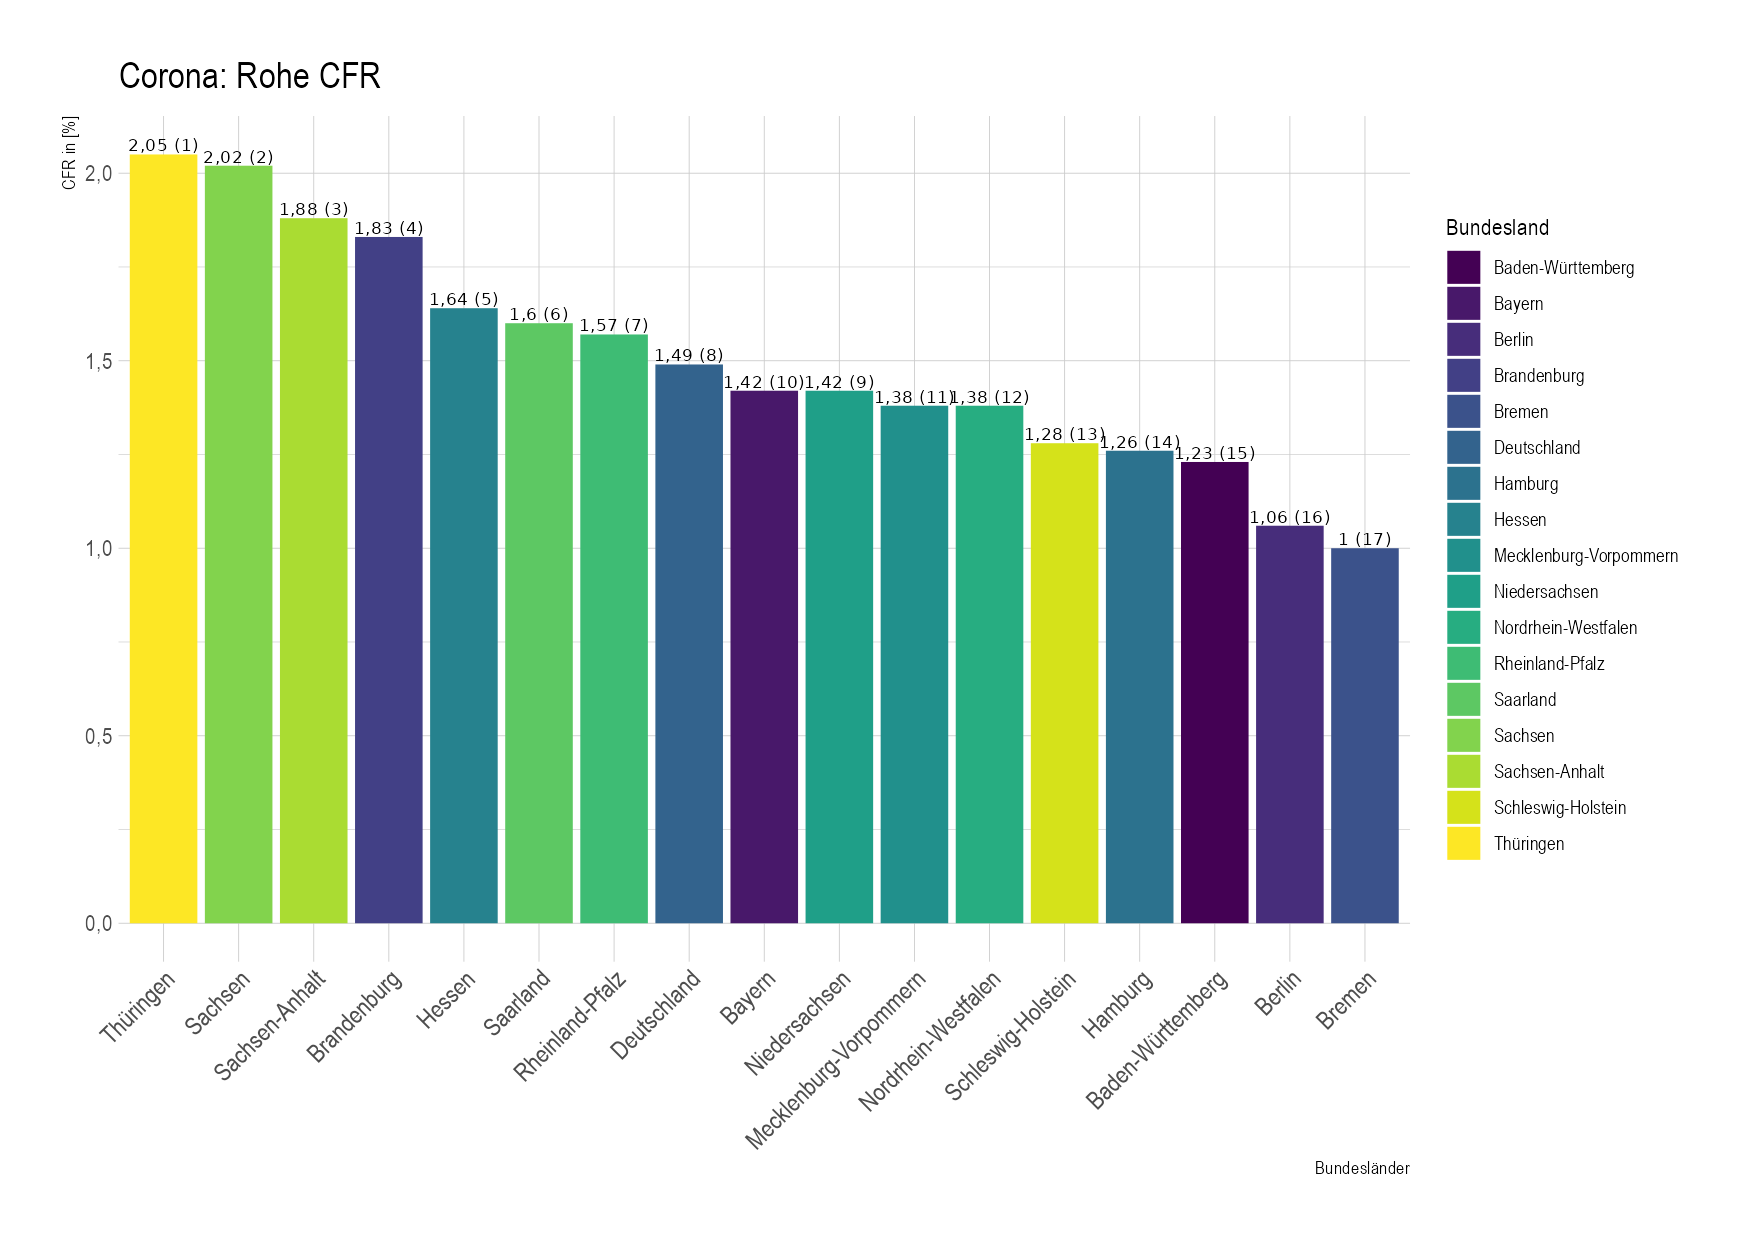 Corona: Rohe CFR
CFR in [%]
2,0
1,5
1,0
0,5
0,0
2,05 (1)
2,02 (2)
1,88 (3)
1,83 (4)
1,64 (5)
1,6 (6)
1,57 (7)
1,49 (8)
1,42 (10)
1,42 (9)
1,38 (11)
1,38 (12)
1,28 (13)
1,26 (14)
1,23 (15)
1,06 (16)
1 (17)
Thüringen
Sachsen
Sachsen-Anhalt
Brandenburg
Hessen
Saarland
Rheinland-Pfalz
Deutschland
Bayern
Niedersachsen
Mecklenburg-Vorpommern
Nordrhein-Westfalen
Schleswig-Holstein
Hamburg
Baden-Württemberg
Berlin
Bremen
Bundesländer
Bundesland
Baden-Württemberg
Bayern
Berlin
Brandenburg
Bremen
Deutschland
Hamburg
Hessen
Mecklenburg-Vorpommern
Niedersachsen
Nordrhein-Westfalen
Rheinland-Pfalz
Saarland
Sachsen
Sachsen-Anhalt
Schleswig-Holstein
Thüringen